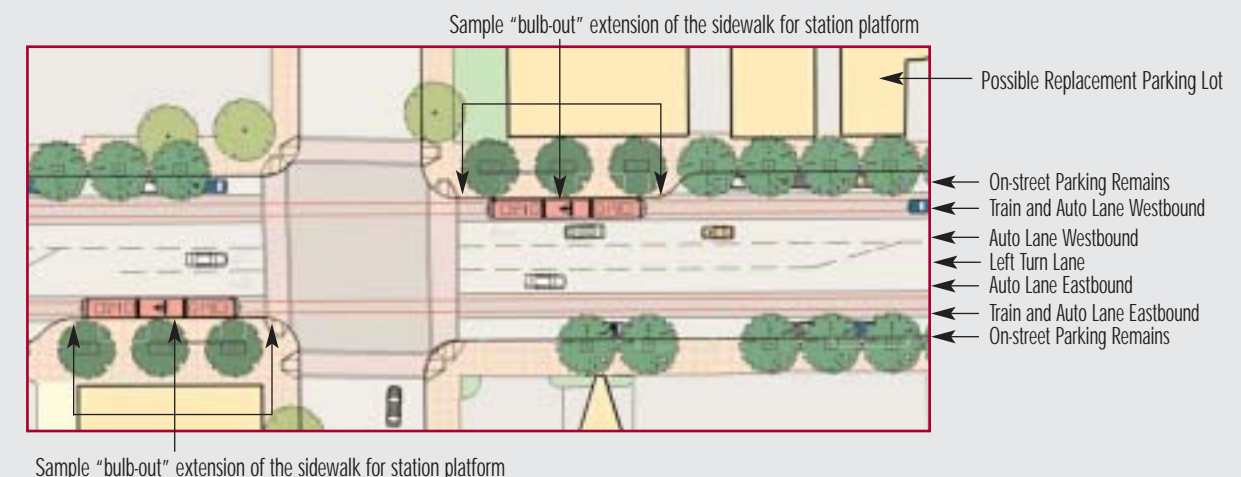 Sample “bulb-out” extension of the sidewalk for station platform
Possible Replacement Parking Lot
On-street Parking Remains
Train and Auto Lane Westbound
Auto Lane Westbound
Left Turn Lane
Auto Lane Eastbound
Train and Auto Lane Eastbound
On-street Parking Remains
Sample “bulb-out” extension of the sidewalk for station platform